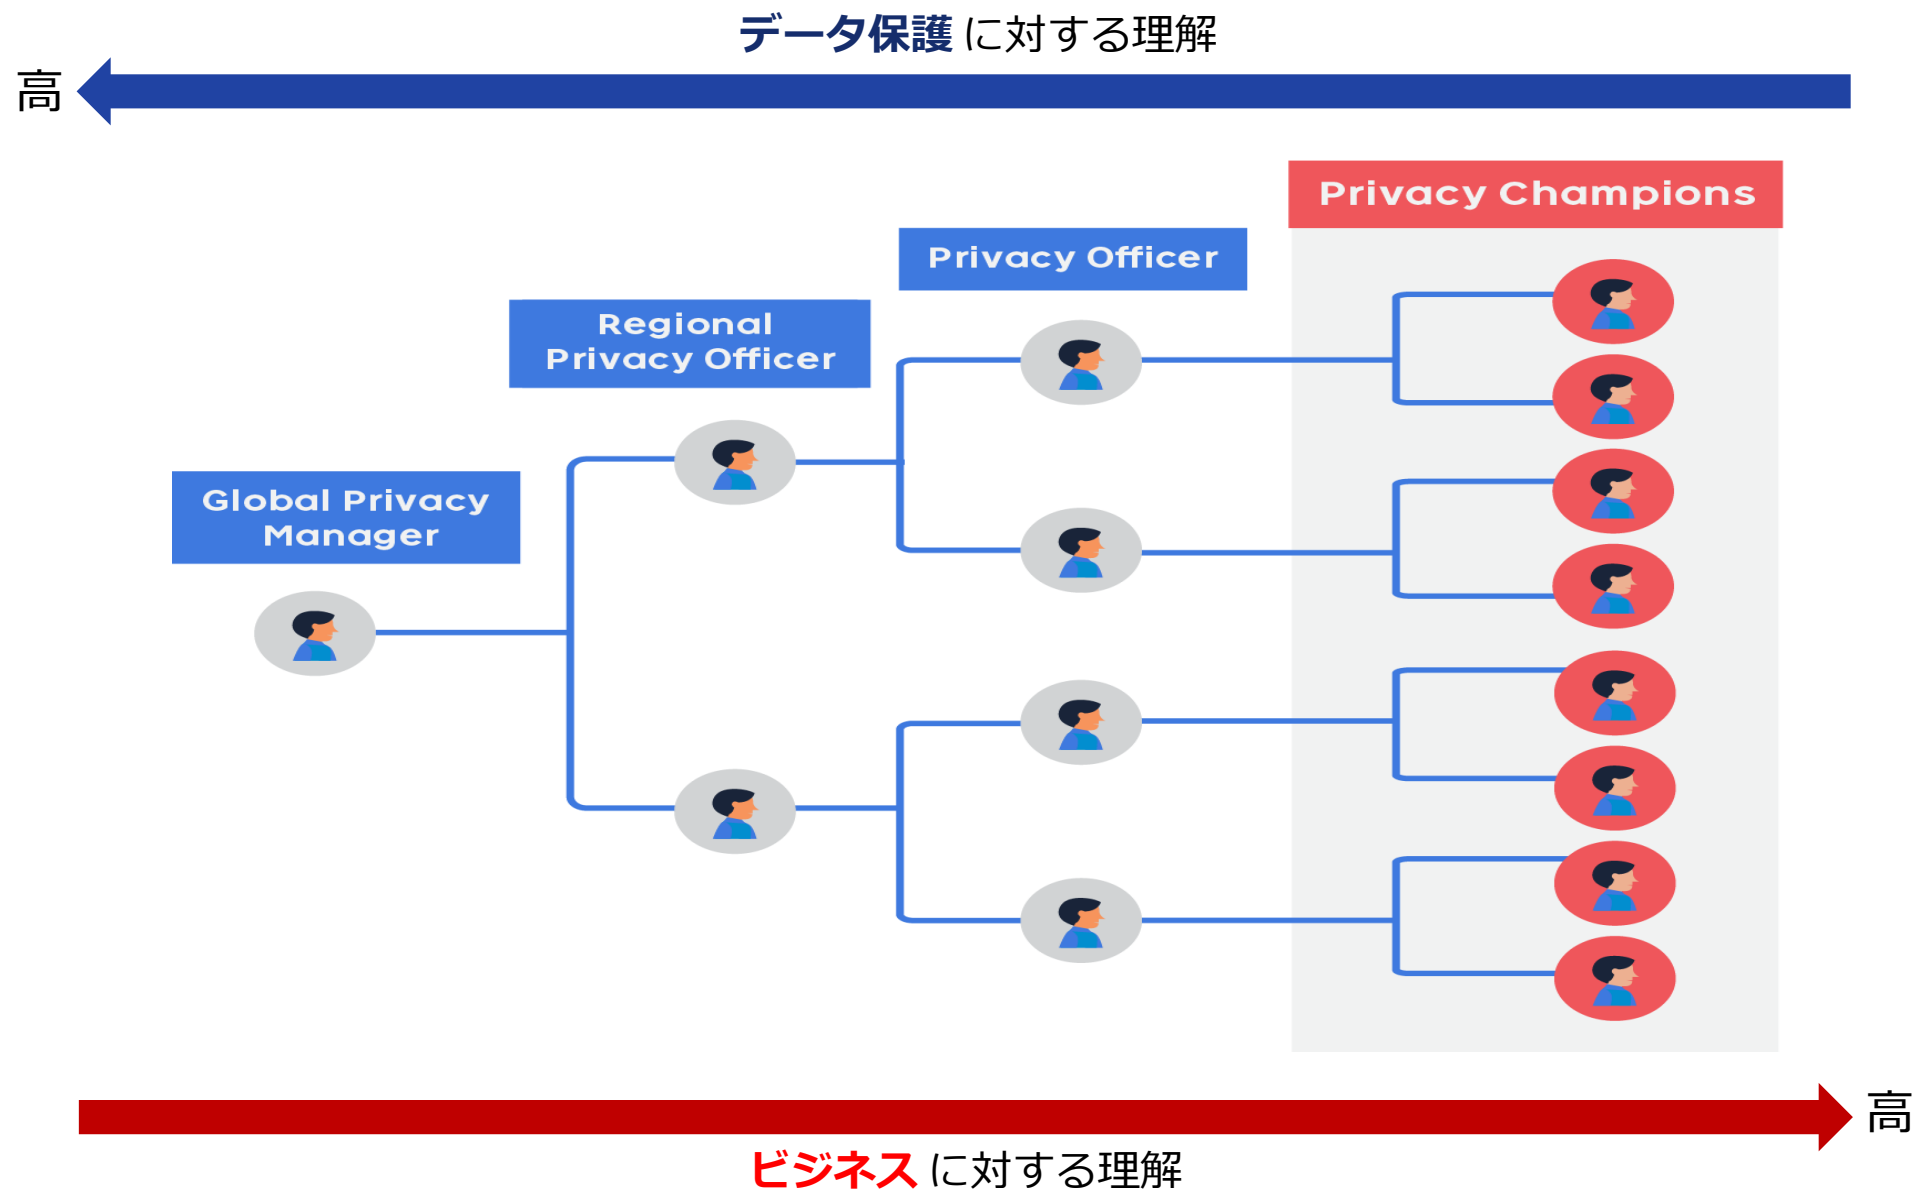 データ保護 に対する理解
高
Privacy Champions
Privacy Officer
Regional
Privacy Officer
Global Privacy
Manager
高
ビジネス に対する理解